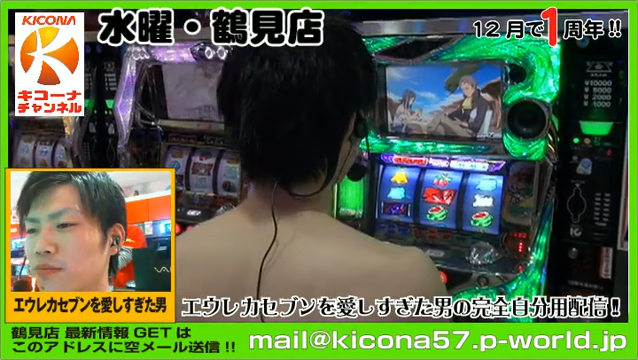 KICONA
キコーナ
チャンネル
水曜・鶴見店
12月で1周年!!
エウレカセブンを愛しすぎた男
エウレカセブンを愛しすぎた男の完全自分用配信!
鶴見店 最新情報 GET は
このアドレスに空メール送信!!
mail@kicona57.p-world.jp